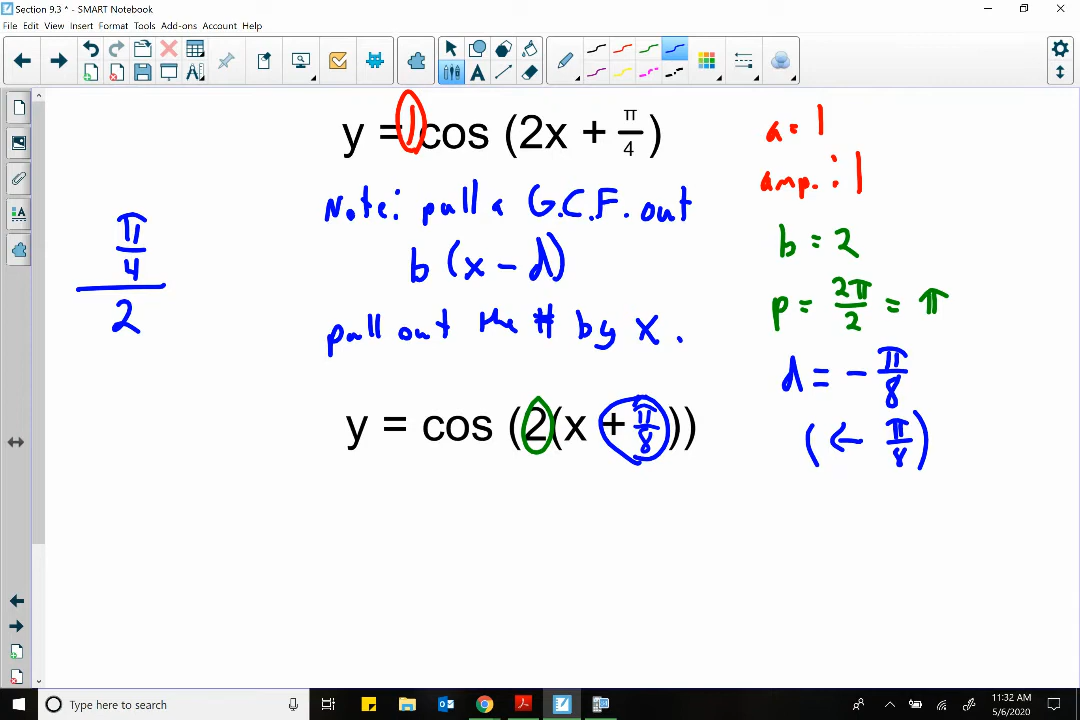 Section 9.3 * - SMART Notebook
File Edit View Insert Format Tools Add-ons Account Help
y = 1 cos (2x + π/4)
a = 1
amp. : 1
Note: pull a G.C.F. out
b (x - d)
pull out the # by x.
π/4
2
b = 2
p = 2π/2 = π
d = - π/8
(← π/8)
y = cos (2(x + π/8))
Type here to search
11:32 AM
5/6/2020